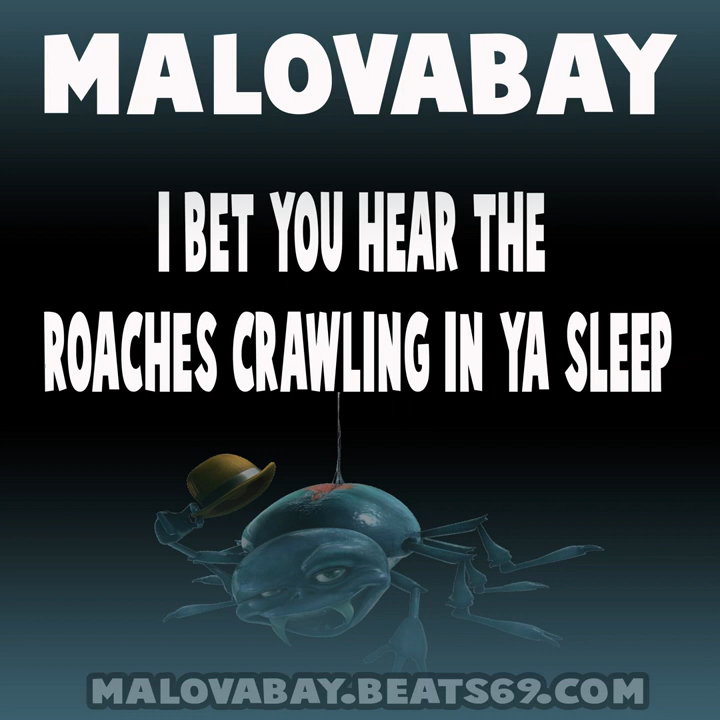 MALOVABAY
I BET YOU HEAR THE
ROACHES CRAWLING IN YA SLEEP
MALOVABAY.BEATS69.COM